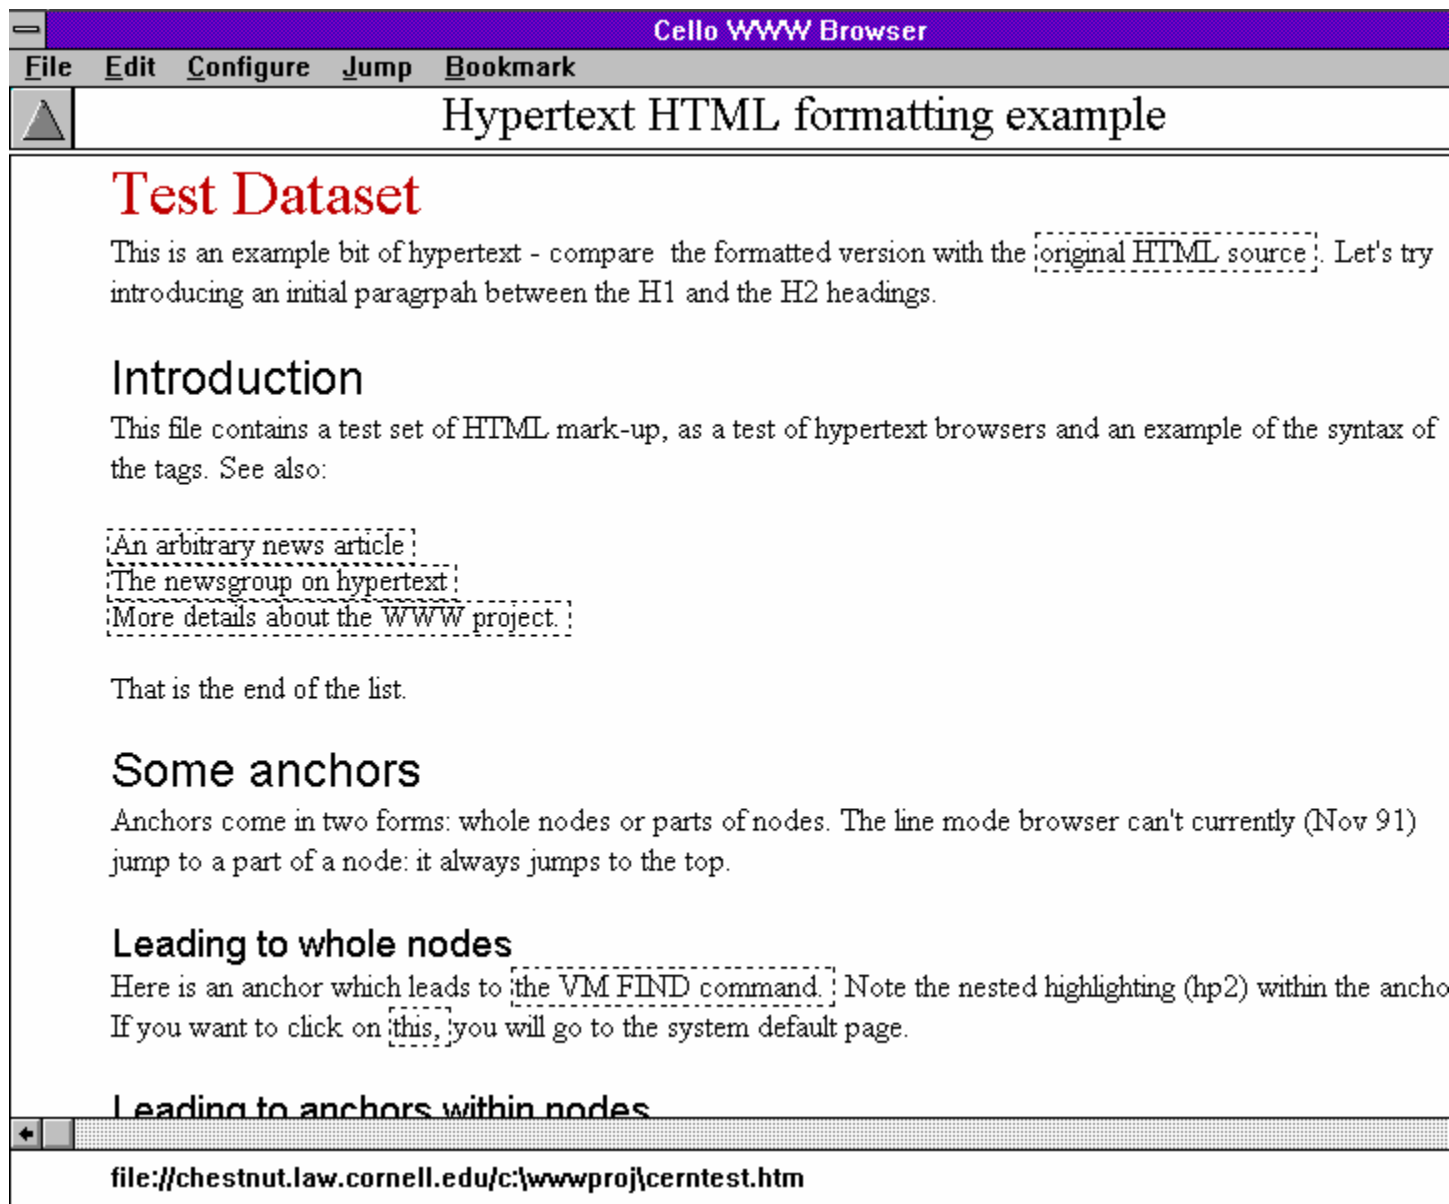 Cello WWW Browser
File Edit Configure Jump Bookmark
Hypertext HTML formatting example
Test Dataset
This is an example bit of hypertext - compare  the formatted version with the original HTML source . Let's try
introducing an initial paragrpah between the H1 and the H2 headings.
Introduction
This file contains a test set of HTML mark-up, as a test of hypertext browsers and an example of the syntax of
the tags. See also:
An arbitrary news article
The newsgroup on hypertext
More details about the WWW project.
That is the end of the list.
Some anchors
Anchors come in two forms: whole nodes or parts of nodes. The line mode browser can't currently (Nov 91)
jump to a part of a node: it always jumps to the top.
Leading to whole nodes
Here is an anchor which leads to the VM FIND command. Note the nested highlighting (hp2) within the ancho
If you want to click on this, you will go to the system default page.
Leading to anchors within nodes
file://chestnut.law.cornell.edu/c:\wwwproj\cerntest.htm